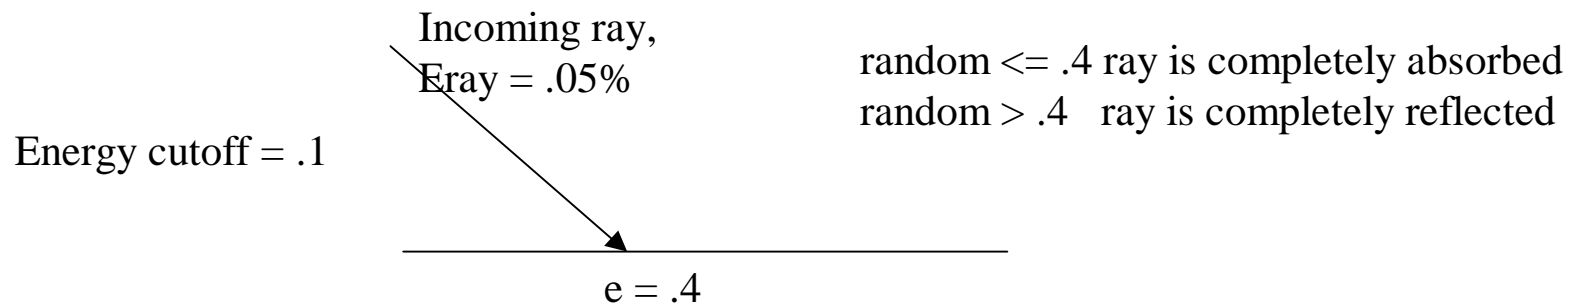 Incoming ray,
Eray = .05%
random <= .4 ray is completely absorbed
random > .4 ray is completely reflected
Energy cutoff = .1
e = .4